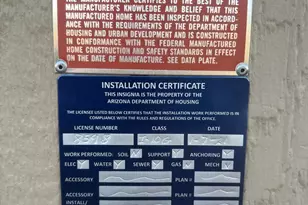 THE MANUFACTURER CERTIFIES TO THE BEST OF THE
MANUFACTURER'S KNOWLEDGE AND BELIEF THAT THIS
MANUFACTURED HOME HAS BEEN INSPECTED IN ACCORD-
ANCE WITH THE REQUIREMENTS OF THE DEPARTMENT
OF HOUSING AND URBAN DEVELOPMENT AND IS CONSTRUCTED
IN CONFORMANCE WITH THE FEDERAL MANUFACTURED
HOME CONSTRUCTION AND SAFETY STANDARDS IN EFFECT
ON THE DATE OF MANUFACTURE. SEE DATA PLATE.
INSTALLATION CERTIFICATE
THIS INSIGNIA IS THE PROPERTY OF THE
ARIZONA DEPARTMENT OF HOUSING
THE LICENSEE LISTED BELOW CERTIFIES THAT THE INSTALLATION WORK PERFORMED IS IN
COMPLIANCE WITH THE RULES AND REGULATIONS OF THE OFFICE.
LICENSE NUMBER CLASS DATE
WORK PERFORMED: SOIL SUPPORT ANCHORING
ELEC WATER SEWER GAS MECH
ACCESSORY PLAN #
ACCESSORY PLAN #
INSTALL/